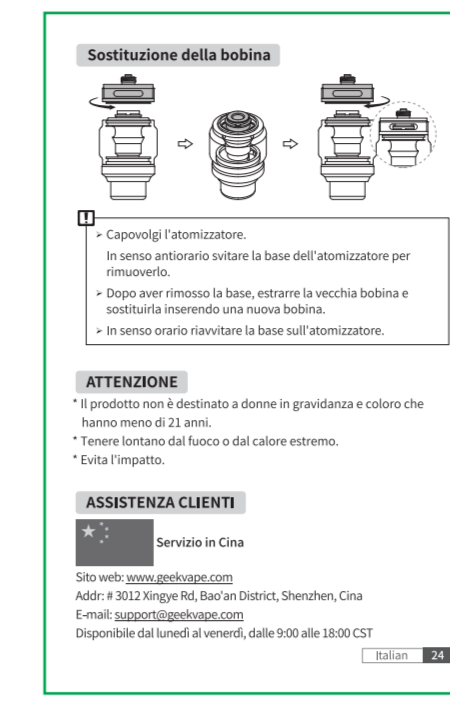 Sostituzione della bobina
!
➢ Capovolgi l'atomizzatore.
In senso antiorario svitare la base dell'atomizzatore per
rimuoverlo.
➢ Dopo aver rimosso la base, estrarre la vecchia bobina e
sostituirla inserendo una nuova bobina.
➢ In senso orario riavvitare la base sull'atomizzatore.
ATTENZIONE
* Il prodotto non è destinato a donne in gravidanza e coloro che
hanno meno di 21 anni.
* Tenere lontano dal fuoco o dal calore estremo.
* Evita l'impatto.
ASSISTENZA CLIENTI
Servizio in Cina
Sito web: www.geekvape.com
Addr: # 3012 Xingye Rd, Bao'an District, Shenzhen, Cina
E-mail: support@geekvape.com
Disponibile dal lunedì al venerdì, dalle 9:00 alle 18:00 CST
Italian 24